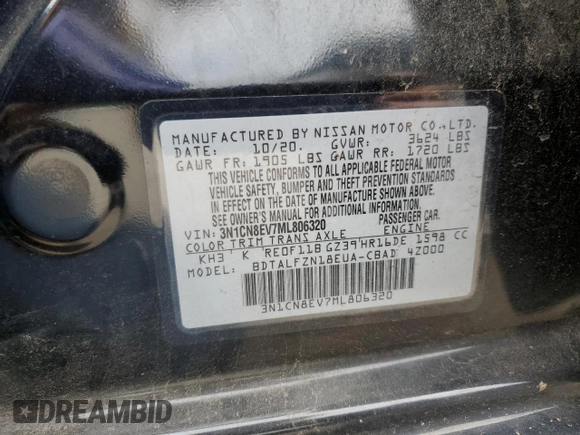 MANUFACTURED BY NISSAN MOTOR CO.,LTD.
DATE: 10/20. GVWR: 3624 LBS
GAWR FR: 1905 LBS GAWR RR: 1720 LBS
THIS VEHICLE CONFORMS TO ALL APPLICABLE FEDERAL MOTOR
VEHICLE SAFETY, BUMPER AND THEFT PREVENTION STANDARDS
IN EFFECT ON THE DATE OF MANUFACTURE SHOWN ABOVE.
SEE OWNER'S MANUAL FOR ADDITIONAL INFORMATION.
VIN: 3N1CN8EV7ML806320 PASSENGER CAR.
COLOR TRIM TRANS AXLE ENGINE
KH3 K RE0F11B GZ39 HR16DE 1598 CC
MODEL: BDTALFZN18EUA-CBAD 4Z000
3N1CN8EV7ML806320
DREAMBID